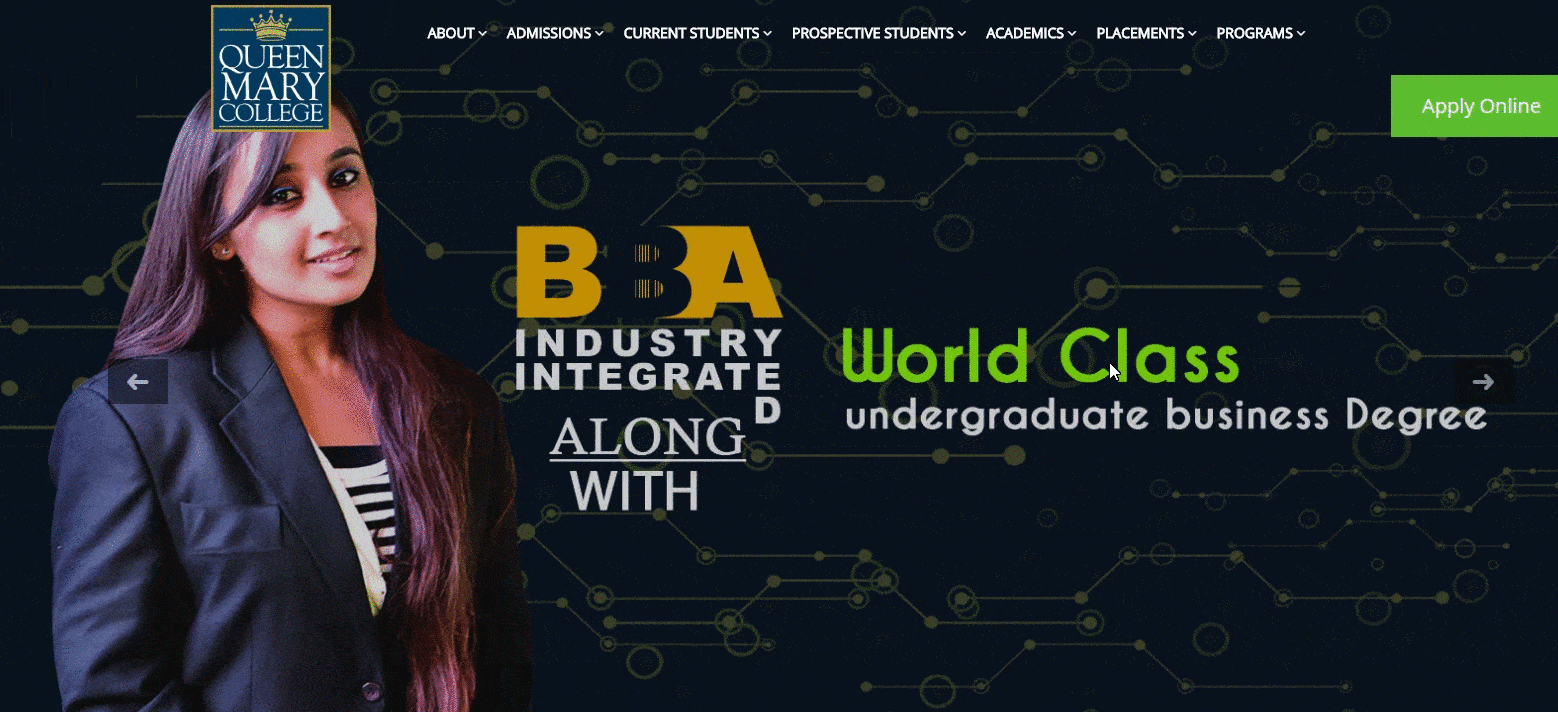 QUEEN
MARY
COLLEGE
ABOUT
ADMISSIONS
CURRENT STUDENTS
PROSPECTIVE STUDENTS
ACADEMICS
PLACEMENTS
PROGRAMS
Apply Online
BBA
INDUSTRY
INTEGRATE
D
ALONG
WITH
World Class
undergraduate business Degree